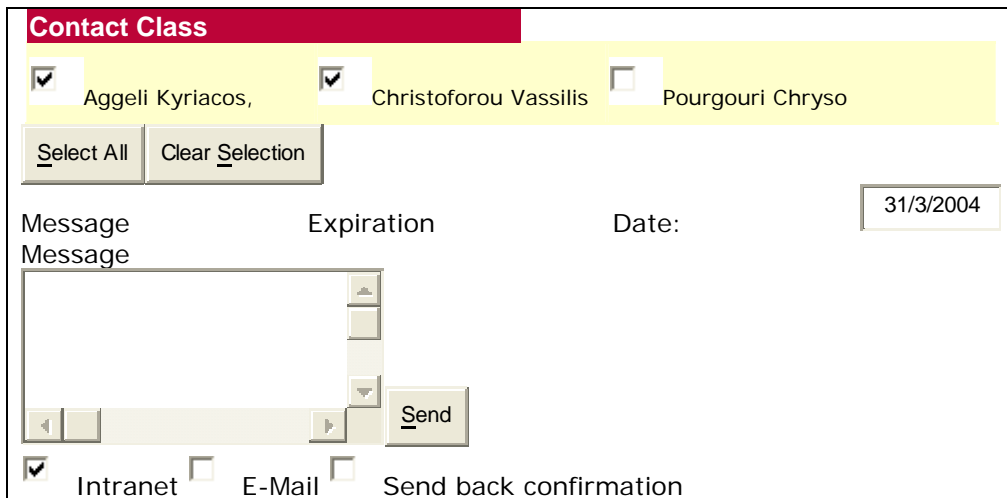 Contact Class
Aggeli Kyriacos, Christoforou Vassilis Pourgouri Chryso
Select All Clear Selection
Message Expiration Date: 31/3/2004
Message
Send
Intranet E-Mail Send back confirmation